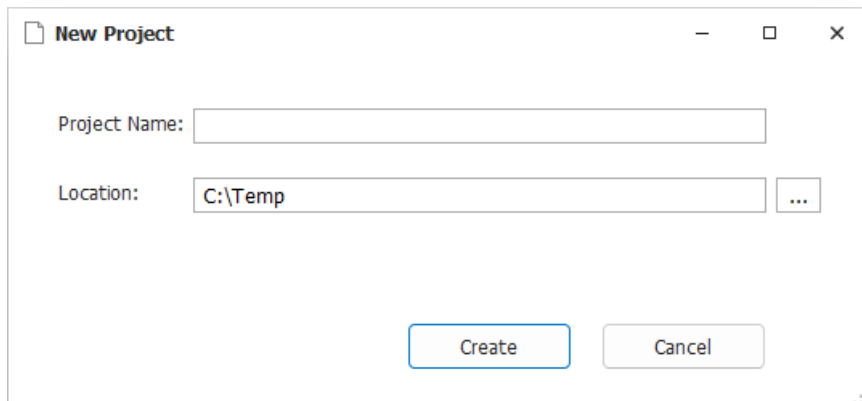 New Project
Project Name:
Location: C:\Temp ...
Create Cancel